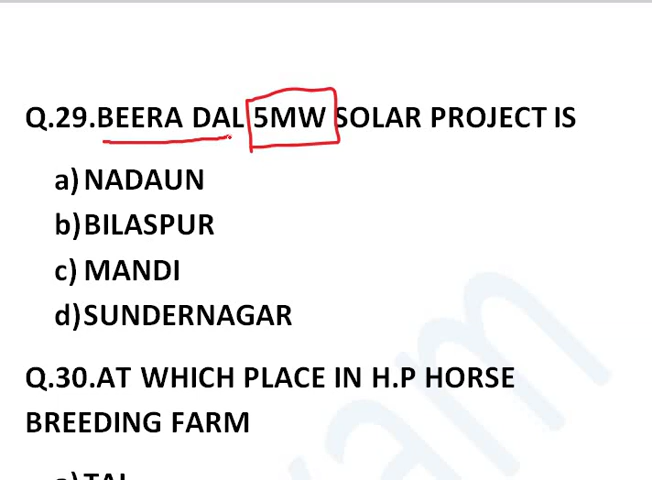 Q.29.BEERA DAL 5MW SOLAR PROJECT IS
a) NADAUN
b) BILASPUR
c) MANDI
d) SUNDERNAGAR
Q.30.AT WHICH PLACE IN H.P HORSE
BREEDING FARM